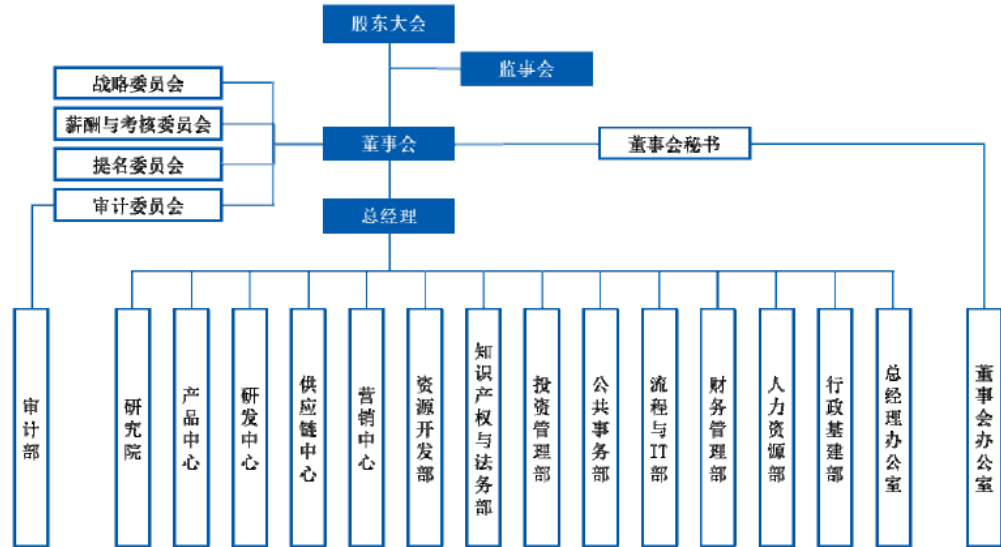 股东大会
监事会
战略委员会
薪酬与考核委员会
董事会
董事会秘书
提名委员会
审计委员会
总经理
审计部
研究院
产品中心
研发中心
供应链中心
营销中心
资源开发部
知识产权与法务部
投资管理部
公共事务部
流程与IT部
财务管理部
人力资源部
行政基建部
总经理办公室
董事会办公室